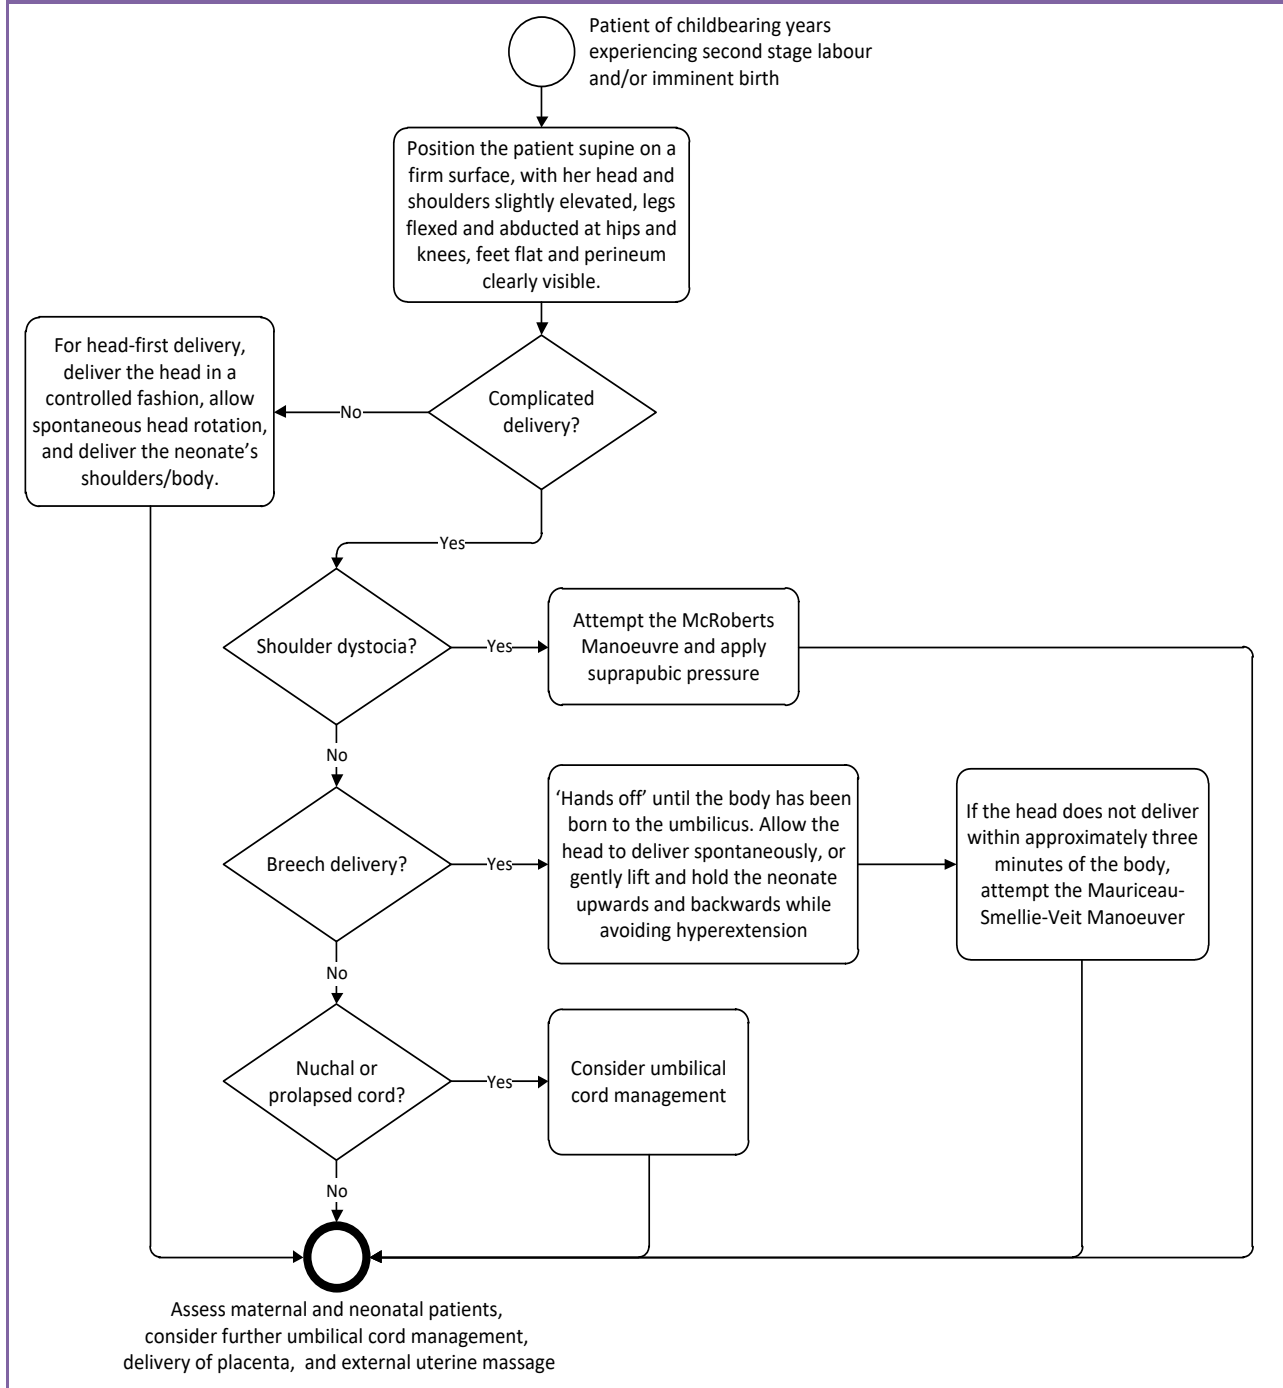 Patient of childbearing years
experiencing second stage labour
and/or imminent birth
Position the patient supine on a
firm surface, with her head and
shoulders slightly elevated, legs
flexed and abducted at hips and
knees, feet flat and perineum
clearly visible.
Complicated
delivery?
No
For head-first delivery,
deliver the head in a
controlled fashion, allow
spontaneous head rotation,
and deliver the neonate’s
shoulders/body.
Yes
Shoulder dystocia?
Yes
Attempt the McRoberts
Manoeuvre and apply
suprapubic pressure
No
Breech delivery?
Yes
‘Hands off’ until the body has been
born to the umbilicus. Allow the
head to deliver spontaneously, or
gently lift and hold the neonate
upwards and backwards while
avoiding hyperextension
If the head does not deliver
within approximately three
minutes of the body,
attempt the Mauriceau-
Smellie-Veit Manoeuver
No
Nuchal or
prolapsed cord?
Yes
Consider umbilical
cord management
No
Assess maternal and neonatal patients,
consider further umbilical cord management,
delivery of placenta,  and external uterine massage